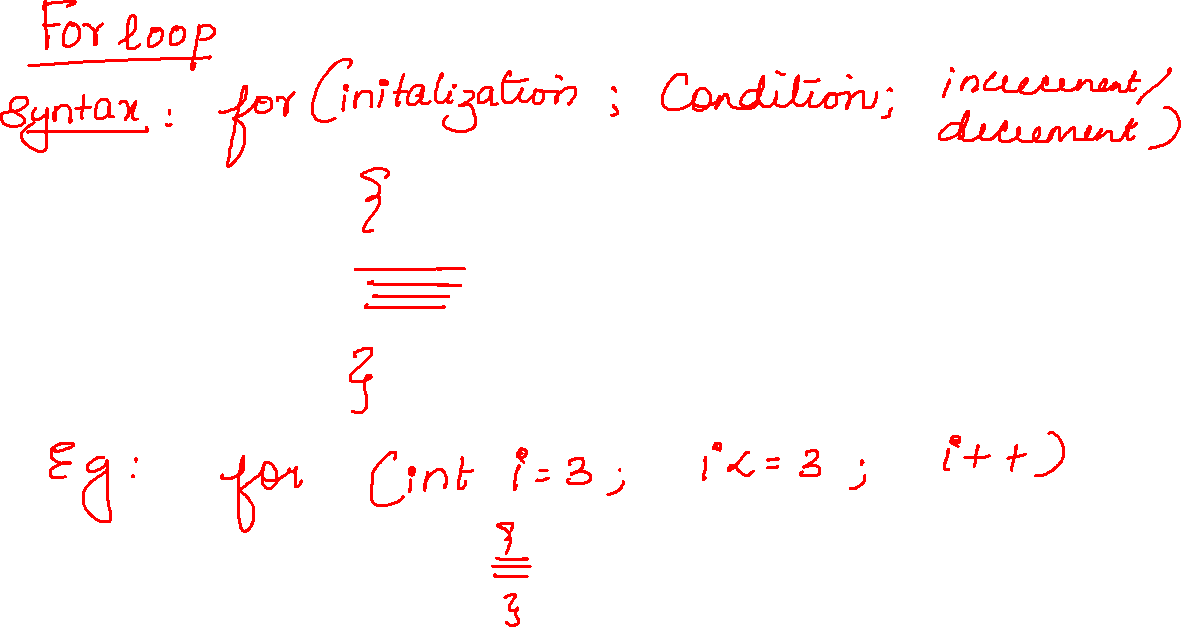 For loop
Syntax : for (initalization ; Condition; increment/
decrement)
{
}
Eg: for (int i=3; i<=3; i++)
{
}